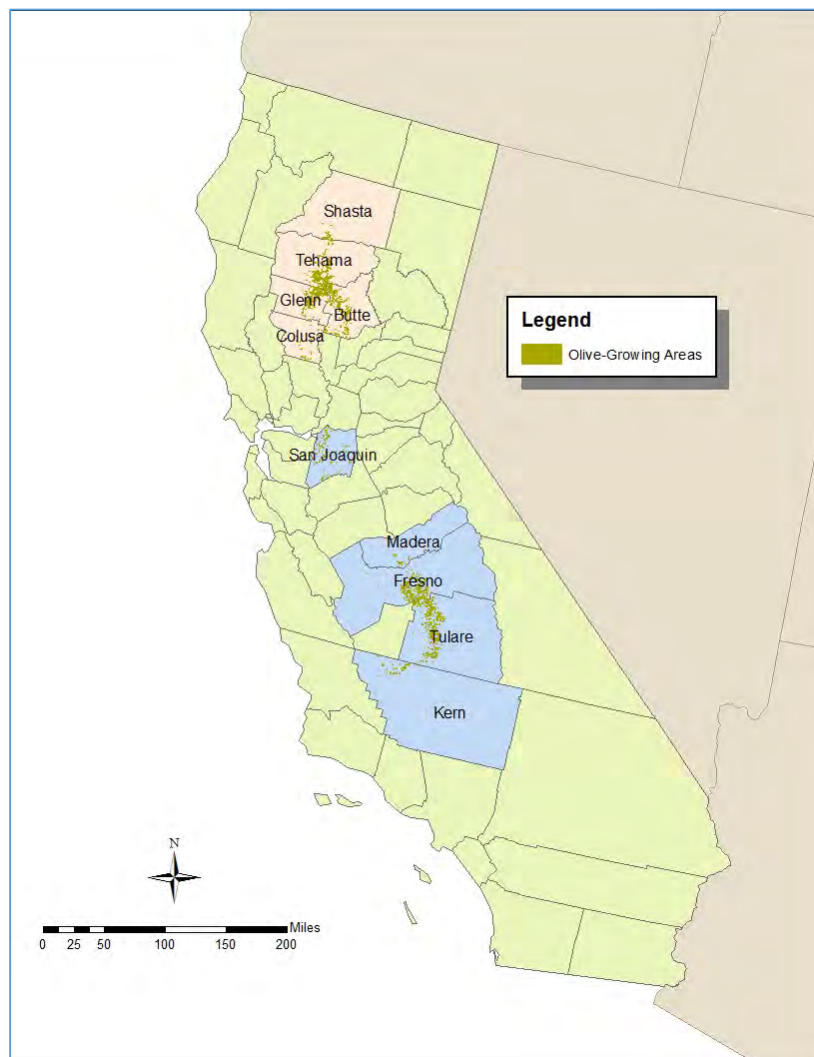 Shasta
Tehama
Glenn
Butte
Colusa
Legend
Olive-Growing Areas
San Joaquin
Madera
Fresno
Tulare
Kern
N
Miles
0 25 50 100 150 200